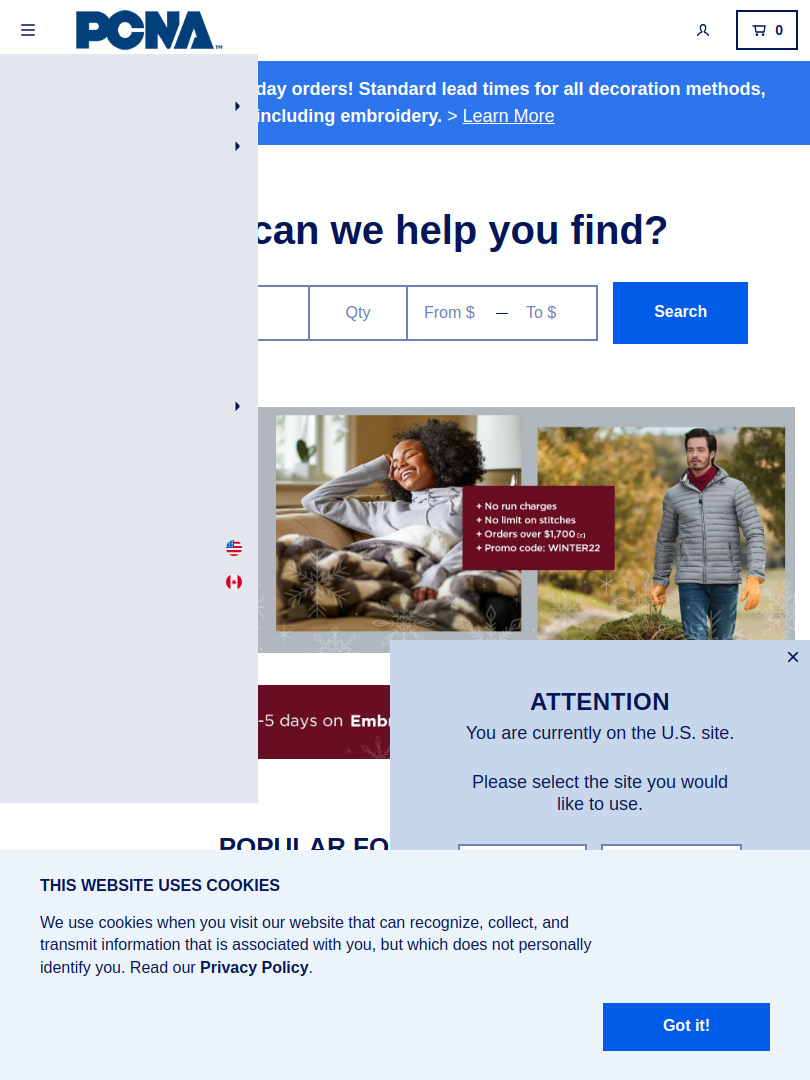 PCNA™
0
day orders! Standard lead times for all decoration methods,
including embroidery. > Learn More
can we help you find?
Qty
From $ — To $
Search
+ No run charges
+ No limit on stitches
+ Orders over $1,700 [c]
+ Promo code: WINTER22
-5 days on Embr
×
ATTENTION
You are currently on the U.S. site.
Please select the site you would
like to use.
POPULAR FO
THIS WEBSITE USES COOKIES
We use cookies when you visit our website that can recognize, collect, and
transmit information that is associated with you, but which does not personally
identify you. Read our Privacy Policy.
Got it!